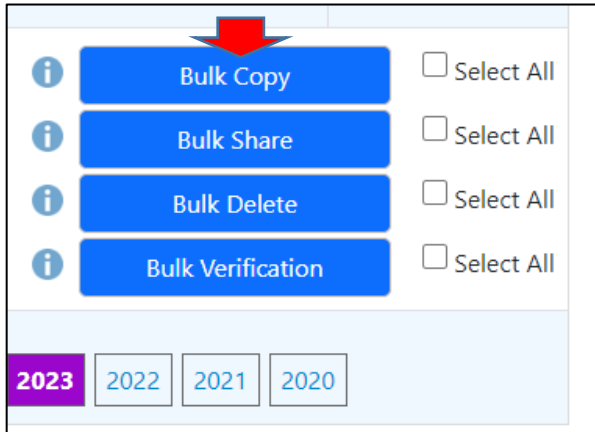 Bulk Copy Select All
Bulk Share Select All
Bulk Delete Select All
Bulk Verification Select All
2023 2022 2021 2020